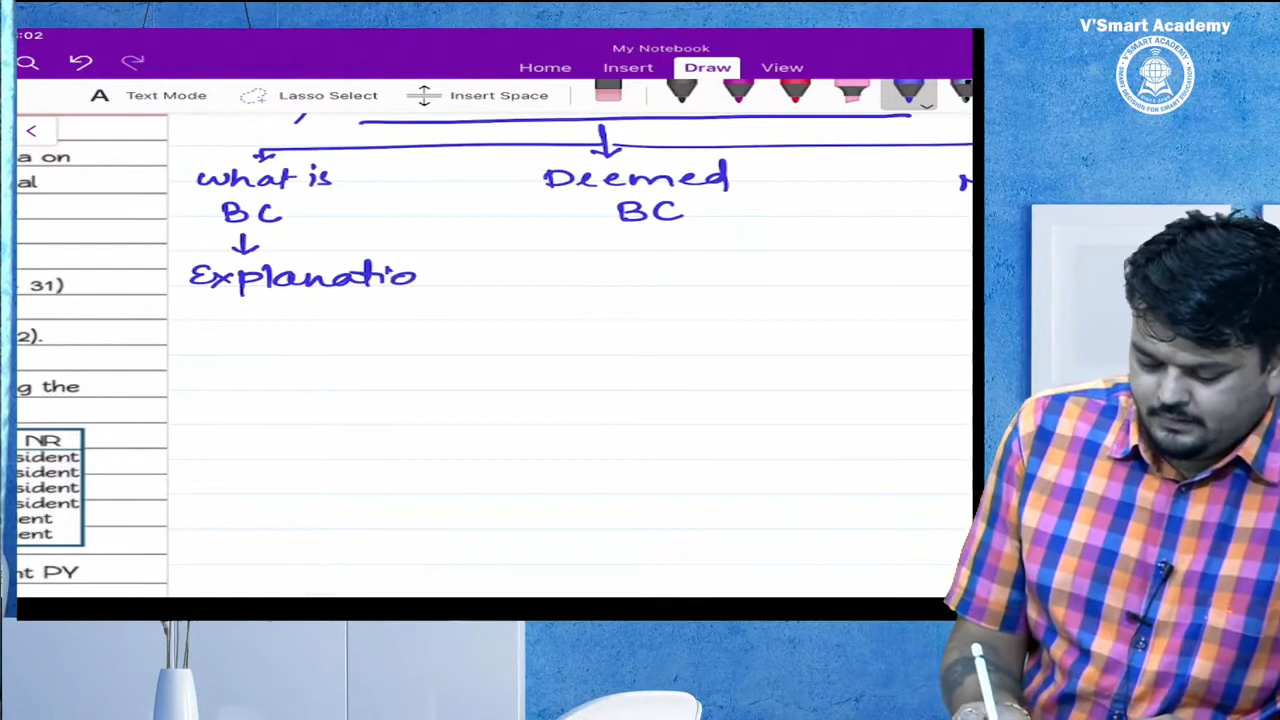 V'Smart Academy
:02
My Notebook
Home Insert Draw View
A Text Mode Lasso Select Insert Space
a on
al
31)
2).
g the
NR
sident
sident
sident
sident
ent
ent
nt PY
What is
BC
Explanatio
Deemed
BC